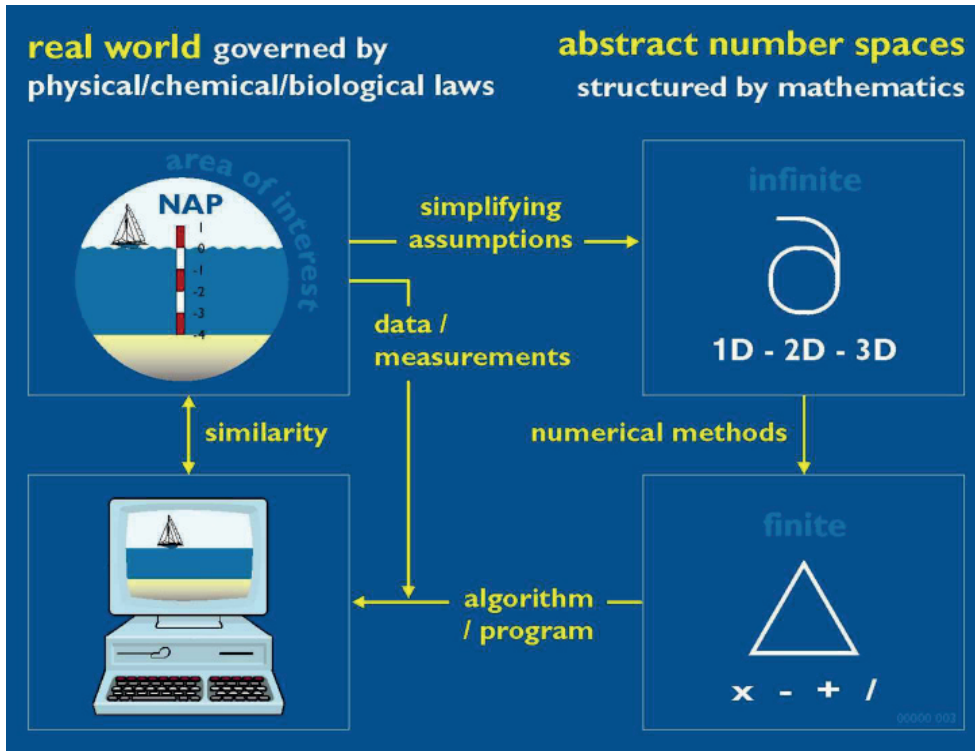 real world governed by
physical/chemical/biological laws
abstract number spaces
structured by mathematics
area of interest
NAP
1
0
-1
-2
-3
-4
simplifying
assumptions
infinite
∂
1D - 2D - 3D
data /
measurements
similarity
numerical methods
finite
x - + /
algorithm
/ program
00000 003